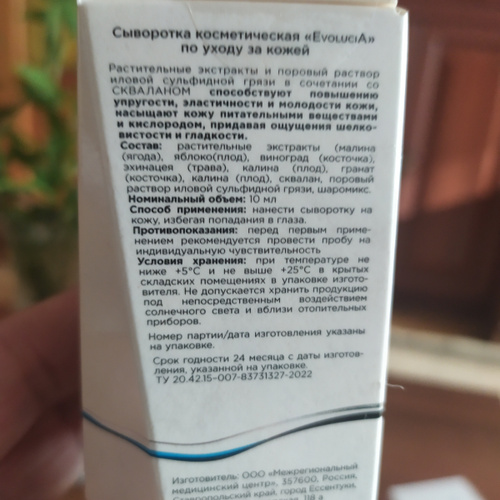 Сыворотка косметическая «EvoluciA»
по уходу за кожей
Растительные экстракты и поровый раствор
иловой сульфидной грязи в сочетании со
СКВАЛАНОМ способствуют повышению
упругости, эластичности и молодости кожи,
насыщают кожу питательными веществами
и кислородом, придавая ощущения шелко-
вистости и гладкости.
Состав: растительные экстракты (малина
(ягода), яблоко(плод), виноград (косточка),
эхинацея (трава), калина (плод), гранат
(косточка), калина (плод), сквалан, поровый
раствор иловой сульфидной грязи, шаромикс.
Номинальный объем: 10 мл
Способ применения: нанести сыворотку на
кожу, избегая попадания в глаза.
Противопоказания: перед первым приме-
нением рекомендуется провести пробу на
индивидуальную чувствительность
Условия хранения: при температуре не
ниже +5°С и не выше +25°С в крытых
складских помещениях в упаковке изгото-
вителя. Не допускается хранить продукцию
под непосредственным воздействием
солнечного света и вблизи отопительных
приборов.
Номер партии/дата изготовления указаны
на упаковке.
Срок годности 24 месяца с даты изготов-
ления, указанной на упаковке.
ТУ 20.42.15-007-83731327-2022
Изготовитель: ООО «Межрегиональный
медицинский центр», 357600, Россия,
Ставропольский край, город Ессентуки,
118 а